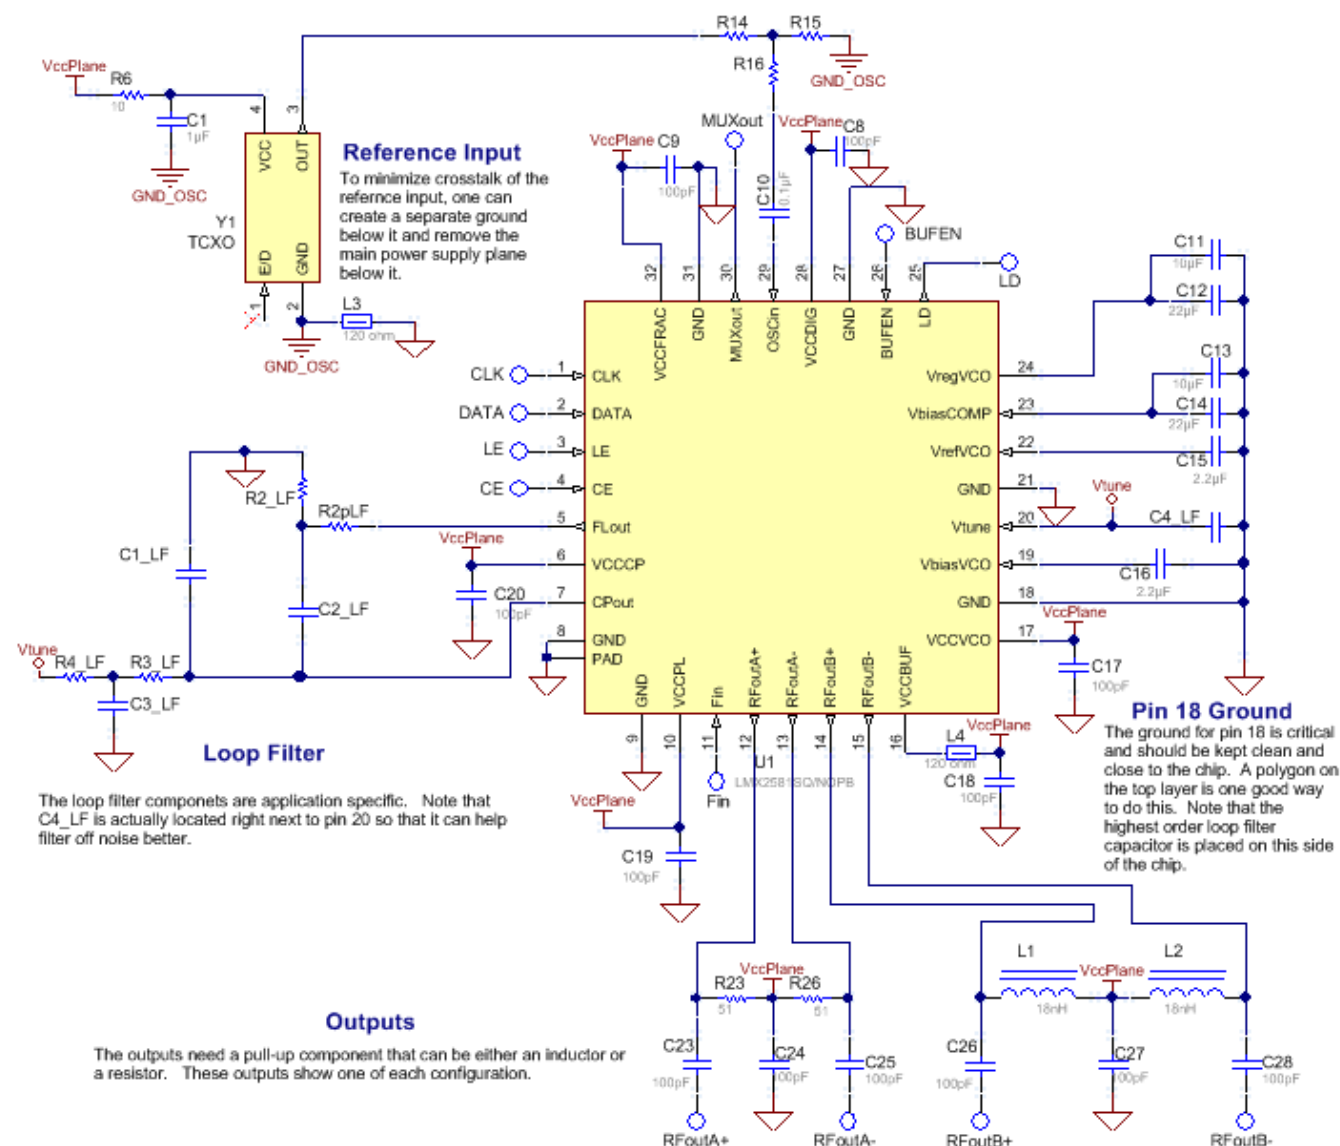 R14
R15
R16
GND_OSC
VccPlane
R6
10
C1
1µF
GND_OSC
4
3
VCC
OUT
Y1
TCXO
E/D
GND
1
2
L3
120 ohm
GND_OSC
Reference Input
To minimize crosstalk of the
refernce input, one can
create a separate ground
below it and remove the
main power supply plane
below it.
MUXout
VccPlane
C9
100pF
C10
0.1µF
VccPlane
C8
100pF
BUFEN
LD
32
31
30
29
28
27
26
25
VCCFRAC
GND
MUXout
OSCin
VCCDIG
GND
BUFEN
LD
CLK
1
CLK
DATA
2
DATA
LE
3
LE
CE
4
CE
5
FLout
VccPlane
6
VCCCP
C20
100pF
7
CPout
8
GND
PAD
VregVCO
24
C11
10µF
C12
22µF
VbiasCOMP
23
C13
10µF
C14
22µF
VrefVCO
22
C15
2.2µF
GND
21
Vtune
Vtune
20
C4_LF
VbiasVCO
19
C16
2.2µF
GND
18
VccPlane
VCCVCO
17
C17
100pF
R2_LF
R2pLF
C1_LF
C2_LF
Vtune
R4_LF
R3_LF
C3_LF
Loop Filter
The loop filter componets are application specific. Note that
C4_LF is actually located right next to pin 20 so that it can help
filter off noise better.
GND
VCCPL
Fin
RFoutA+
RFoutA-
RFoutB+
RFoutB-
VCCBUF
9
10
11
12
13
14
15
16
U1
LMX2581SQ/NOPB
Fin
VccPlane
C19
100pF
L4
120 ohm
VccPlane
C18
100pF
Pin 18 Ground
The ground for pin 18 is critical
and should be kept clean and
close to the chip. A polygon on
the top layer is one good way
to do this. Note that the
highest order loop filter
capacitor is placed on this side
of the chip.
Outputs
The outputs need a pull-up component that can be either an inductor or
a resistor. These outputs show one of each configuration.
VccPlane
R23
51
R26
51
C23
100pF
C24
100pF
C25
100pF
RFoutA+
RFoutA-
L1
18nH
VccPlane
L2
18nH
C26
100pF
C27
100pF
C28
100pF
RFoutB+
RFoutB-